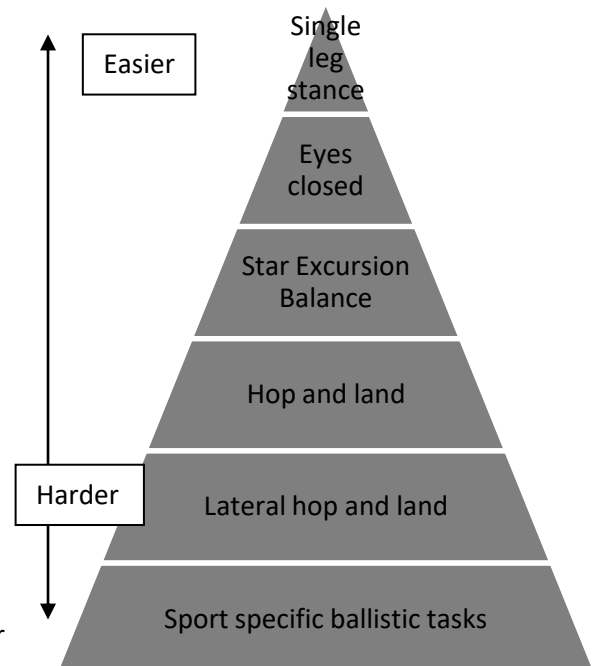 Single
leg
stance
Easier
Eyes
closed
Star Excursion
Balance
Hop and land
Harder
Lateral hop and land
Sport specific ballistic tasks